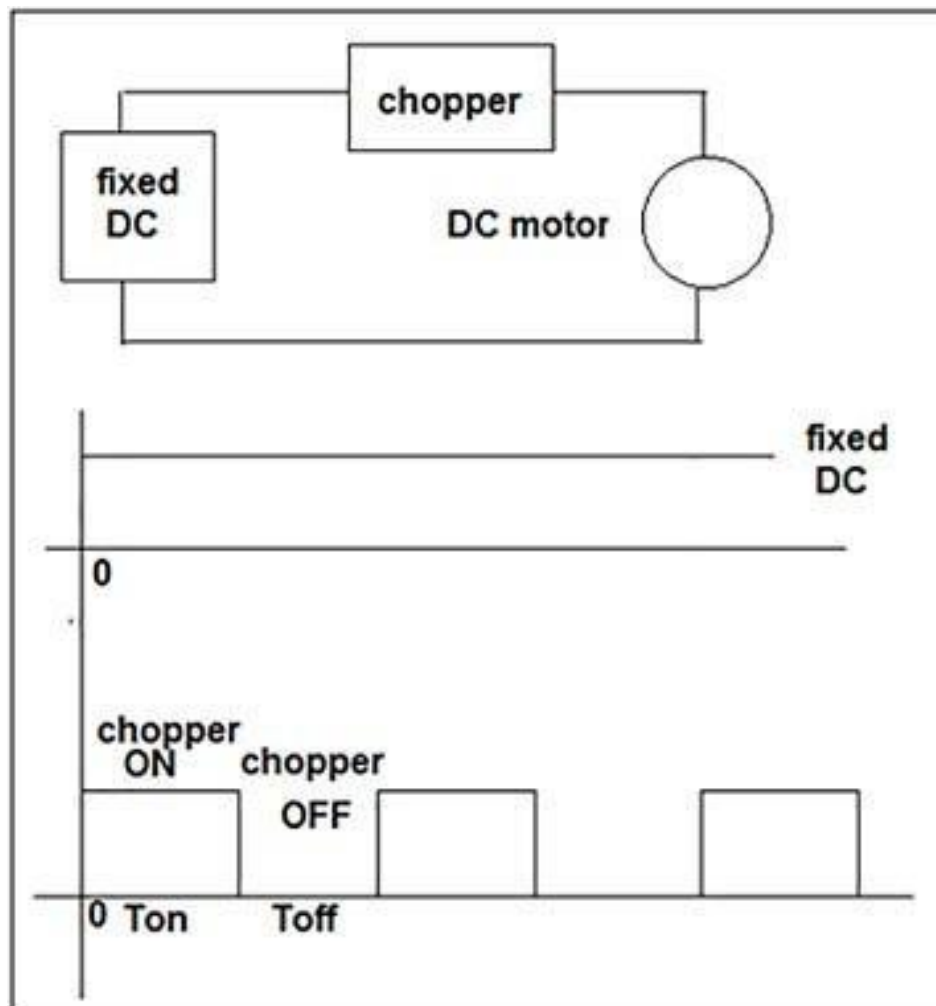 chopper
fixed
DC
DC motor
fixed
DC
0
chopper
ON
chopper
OFF
0 Ton Toff